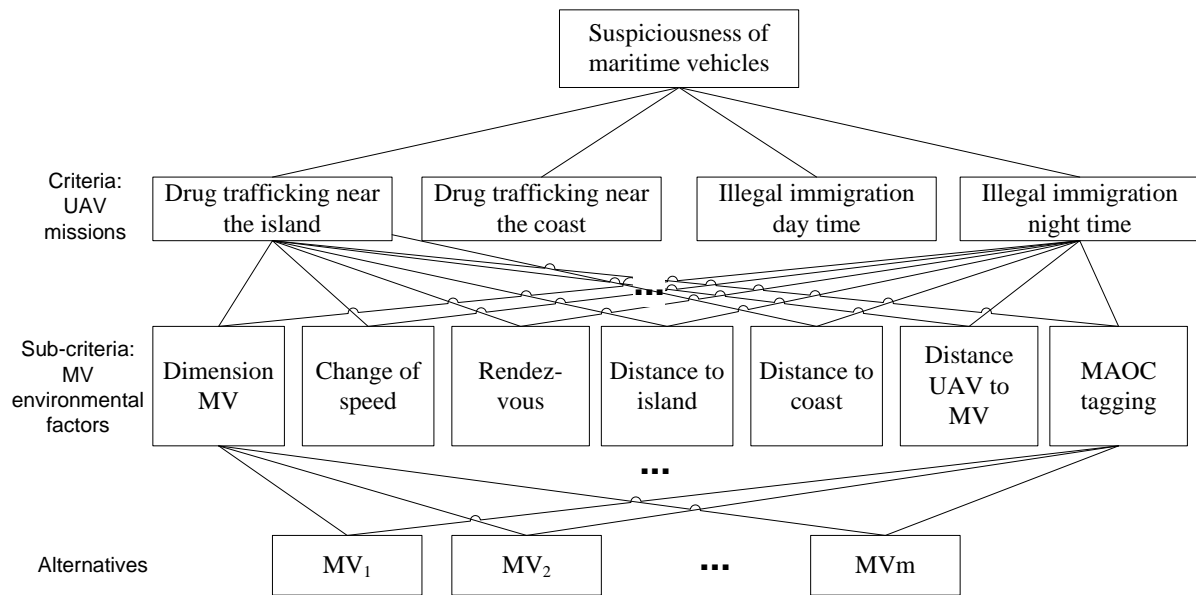 Suspiciousness of
maritime vehicles
Criteria:
UAV
missions
Drug trafficking near
the island
Drug trafficking near
the coast
Illegal immigration
day time
Illegal immigration
night time
...
Sub-criteria:
MV
environmental
factors
Dimension
MV
Change of
speed
Rendez-
vous
Distance to
island
Distance to
coast
Distance
UAV to
MV
MAOC
tagging
...
Alternatives
MV₁
MV₂
...
MVm